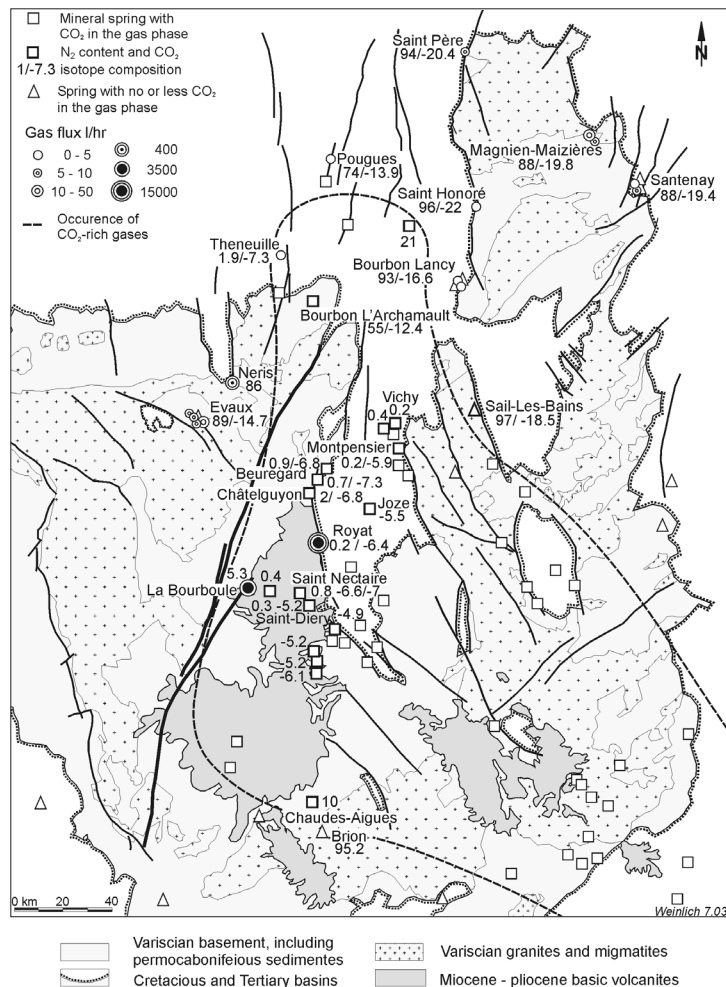 Mineral spring with
CO₂ in the gas phase
N₂ content and CO₂
1/-7.3 isotope composition
Spring with no or less CO₂
in the gas phase
Gas flux l/hr
0 - 5
5 - 10
10 - 50
400
3500
15000
Occurence of
CO₂-rich gases
N
Saint Père
94/-20.4
Magnien-Maizières
88/-19.8
Santenay
88/-19.4
Pougues
74/-13.9
Saint Honoré
96/-22
21
Theneuille
1.9/-7.3
Bourbon Lancy
93/-16.6
Bourbon L'Archamault
55/-12.4
Neris
86
Evaux
89/-14.7
Vichy
0.4 0.2
Sail-Les-Bains
97/ -18.5
Montpensier
0.9/-6.8 0.2/-5.9
Beuregard
0.7/ -7.3
Châtelguyon 2/ -6.8
Joze
-5.5
Royat
0.2 / -6.4
5.3
La Bourboule
0.4
Saint Nectaire
0.8 -6.6/-7
0.3 -5.2
Saint-Diery
-4.9
-5.2
-5.2
-6.1
10
Chaudes-Aigues
Brion
95.2
0 km 20 40
Weinlich 7.03
Variscian basement, including
permocabonifeious sedimentes
Cretacious and Tertiary basins
Variscian granites and migmatites
Miocene - pliocene basic volcanites